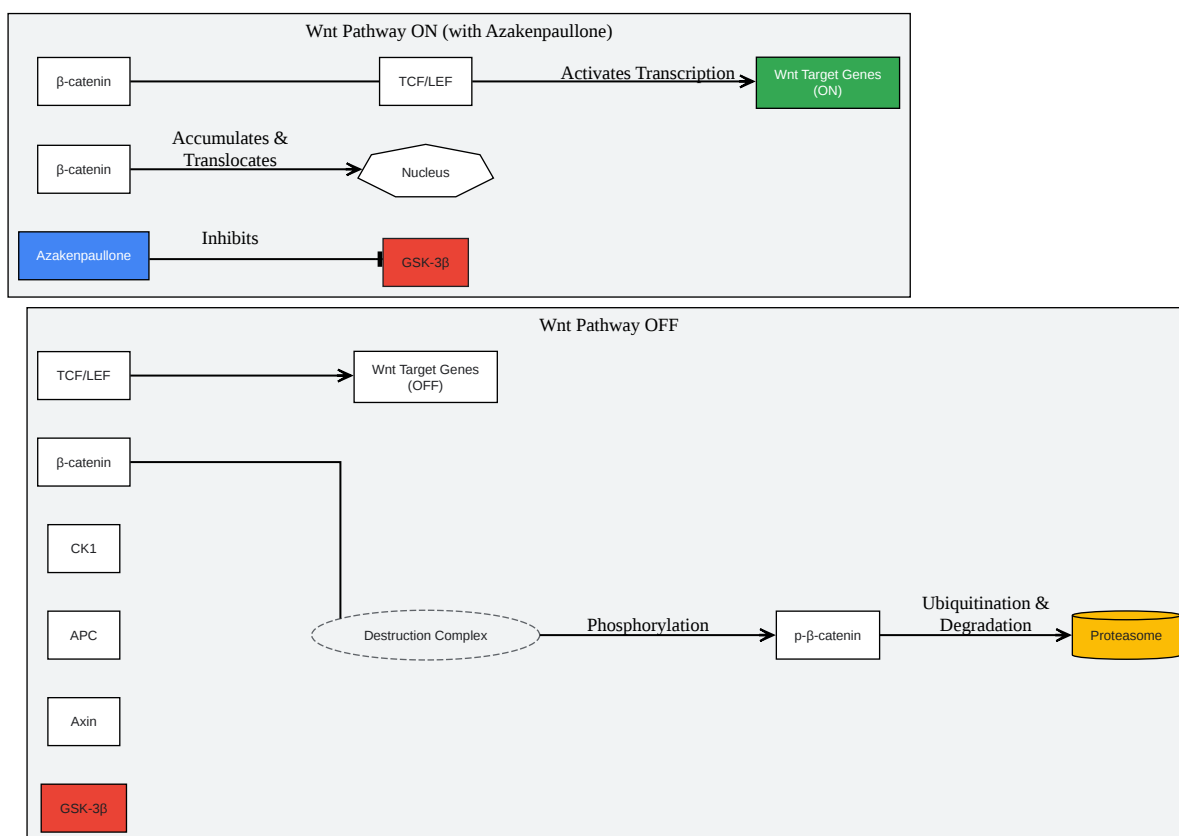 Wnt Pathway ON (with Azakenpaullone)
β-catenin
TCF/LEF
Activates Transcription
Wnt Target Genes
(ON)
β-catenin
Accumulates &
Translocates
Nucleus
Azakenpaullone
Inhibits
GSK-3β
Wnt Pathway OFF
TCF/LEF
Wnt Target Genes
(OFF)
β-catenin
CK1
APC
Destruction Complex
Phosphorylation
p-β-catenin
Ubiquitination &
Degradation
Proteasome
Axin
GSK-3β